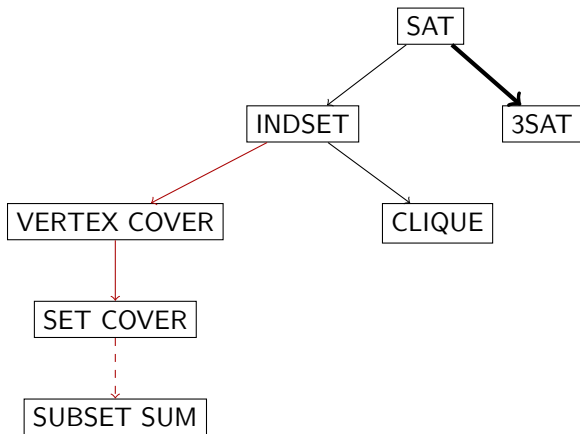 SAT
INDSET
3SAT
VERTEX COVER
CLIQUE
SET COVER
SUBSET SUM